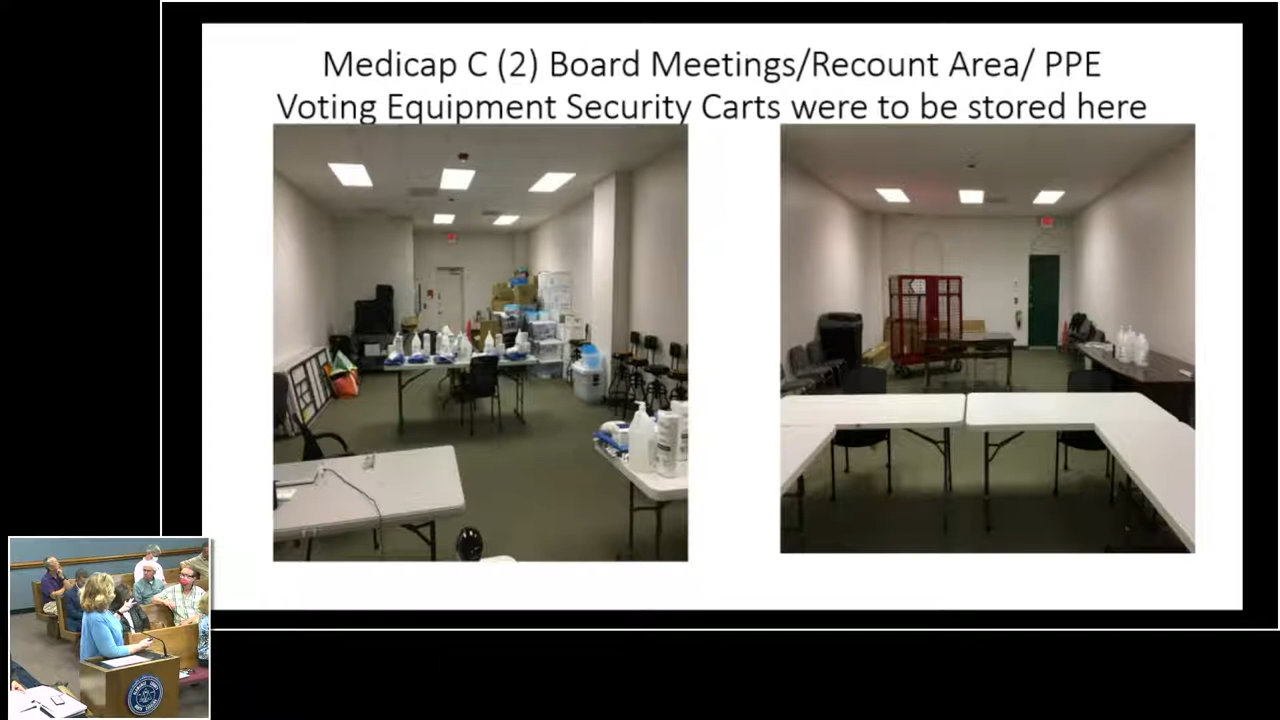 Medicap C (2) Board Meetings/Recount Area/ PPE
Voting Equipment Security Carts were to be stored here